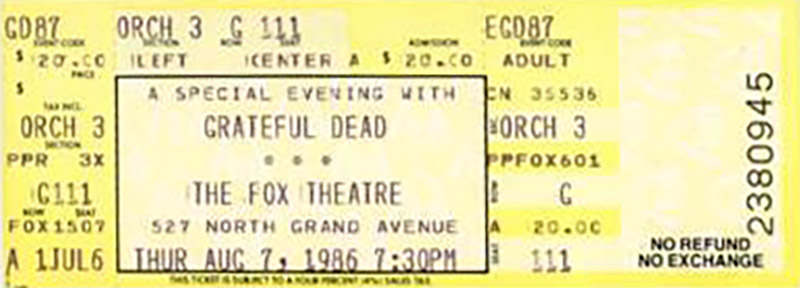 GD87 ORCH 3 G 111 EGD87
EVENT CODE SECTION ROW SEAT ADMISSION EVENT CODE
$ 20.00 LEFT CENTER A $ 20.00 ADULT
PRICE
$ A SPECIAL EVENING WITH CN 35536
TAX INCL.
ORCH 3 GRATEFUL DEAD ORCH 3
SECTION
PPR 3X * * * PPFOX601
G111 THE FOX THEATRE G
ROW SEAT
FOX1507 527 NORTH GRAND AVENUE A 20.00
A 1JUL6 THUR AUG 7, 1986 7:30PM 111
THIS TICKET IS SUBJECT TO A FOUR PERCENT (4%) SALES TAX
2380945
NO REFUND
NO EXCHANGE